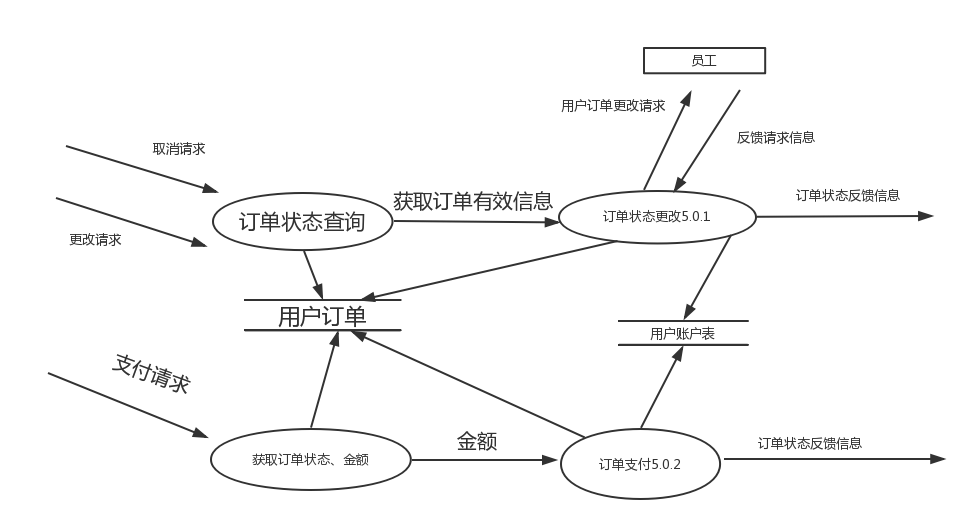 员工
用户订单更改请求
反馈请求信息
取消请求
获取订单有效信息
订单状态反馈信息
订单状态查询
订单状态更改5.0.1
更改请求
用户订单
用户账户表
支付请求
金额
订单状态反馈信息
获取订单状态、金额
订单支付5.0.2